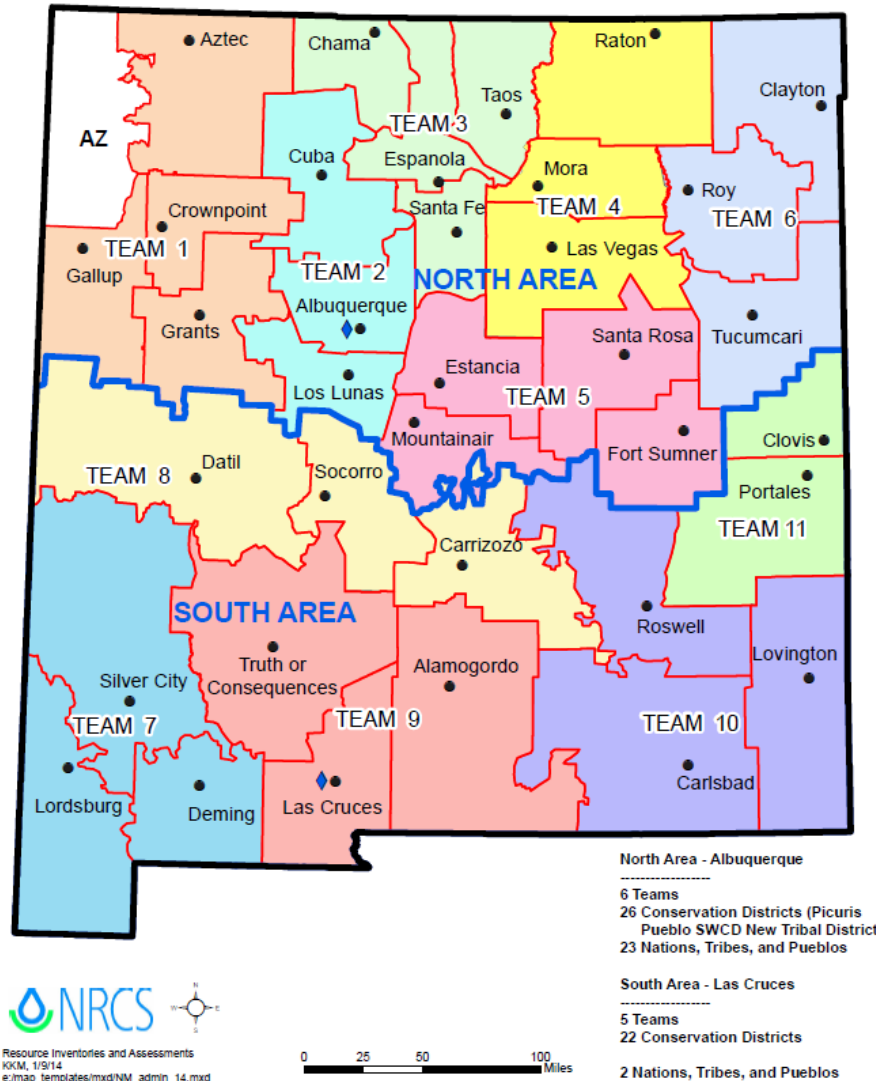 Aztec
Chama
Raton
Clayton
Taos
TEAM 3
AZ
Cuba
Espanola
Mora
Roy
Crownpoint
Santa Fe
TEAM 4
TEAM 6
TEAM 1
Las Vegas
Gallup
TEAM 2
NORTH AREA
Albuquerque
Grants
Santa Rosa
Tucumcari
Estancia
Los Lunas
TEAM 5
Mountainair
Clovis
Fort Sumner
Datil
TEAM 8
Socorro
Portales
TEAM 11
Carrizozo
SOUTH AREA
Roswell
Truth or
Consequences
Alamogordo
Lovington
Silver City
TEAM 7
TEAM 9
TEAM 10
Lordsburg
Deming
Las Cruces
Carlsbad
North Area - Albuquerque
------------------
6 Teams
26 Conservation Districts (Picuris
Pueblo SWCD New Tribal District
23 Nations, Tribes, and Pueblos
South Area - Las Cruces
------------------
5 Teams
22 Conservation Districts
2 Nations, Tribes, and Pueblos
NRCS
N
W E
S
Resource Inventories and Assessments
KKM, 1/9/14
e:/map_templates/mxd/NM_admin_14.mxd
0 25 50 100
Miles